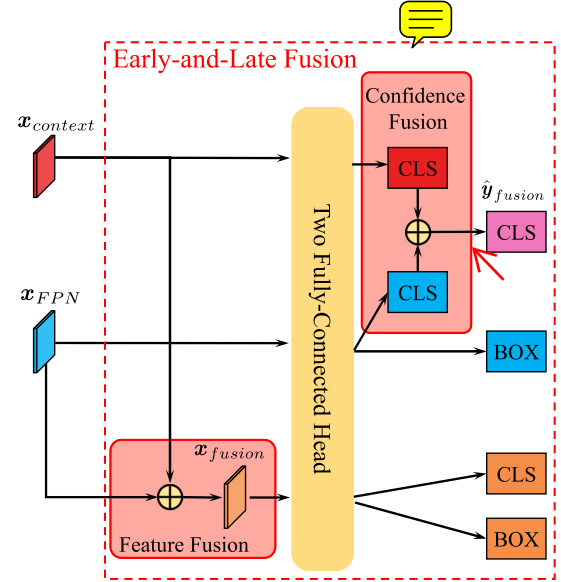 Early-and-Late Fusion
Confidence
Fusion
x_context
CLS
ŷ_fusion
CLS
x_FPN
CLS
Two Fully-Connected Head
BOX
x_fusion
CLS
Feature Fusion
BOX